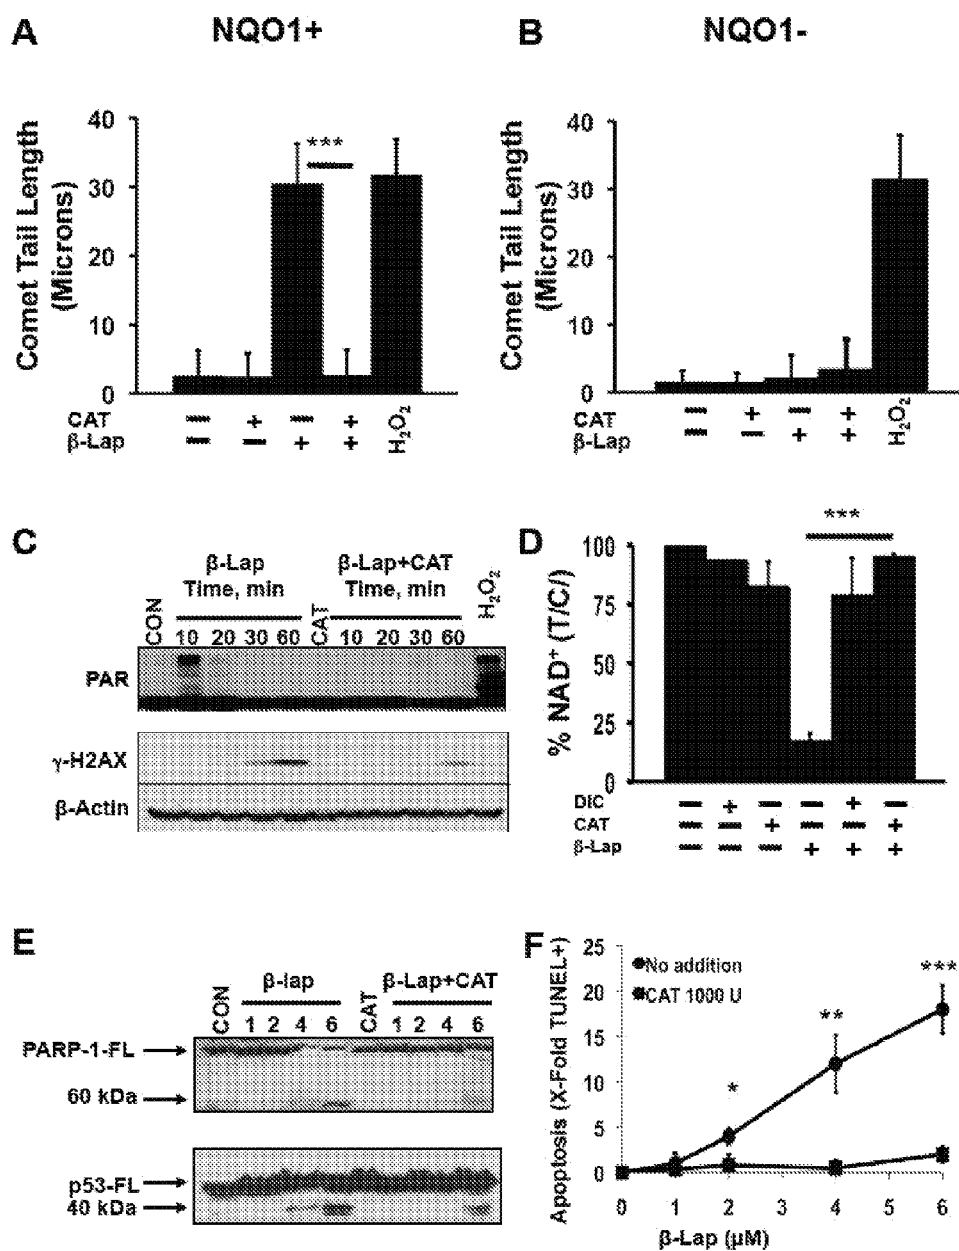 A
NQO1+
B
NQO1-
Comet Tail Length
(Microns)
40
30
20
10
0
***
CAT − + − + H2O2
β-Lap − − + +
Comet Tail Length
(Microns)
40
30
20
10
0
CAT − + − + H2O2
β-Lap − − + +
C
CON
β-Lap
Time, min
10 20 30 60
CAT
β-Lap+CAT
Time, min
10 20 30 60
H2O2
PAR
γ-H2AX
β-Actin
D
***
% NAD+ (T/C/)
100
75
50
25
0
DIC − + − − + −
CAT − − + − − +
β-Lap − − − + + +
E
CON
β-lap
1 2 4 6
CAT
β-Lap+CAT
1 2 4 6
PARP-1-FL
60 kDa
p53-FL
40 kDa
F
Apoptosis (X-Fold TUNEL+)
25
20
15
10
5
0
No addition
CAT 1000 U
*
**
***
0 1 2 4 6
β-Lap (μM)